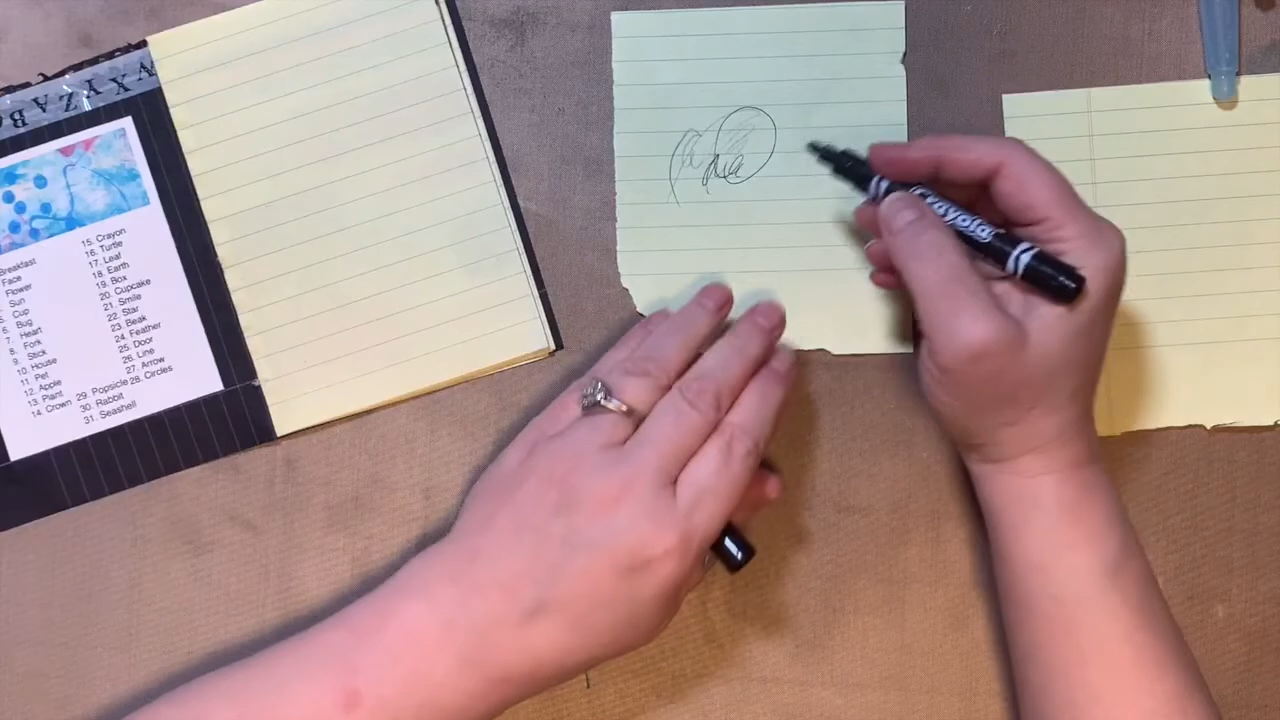 W X Y Z A B C
Breakfast
Face
Flower
Sun
5. Cup
6. Bug
7. Heart
8. Fork
9. Stick
10. House
11. Pet
12. Apple
13. Plant
14. Crown
15. Crayon
16. Turtle
17. Leaf
18. Earth
19. Box
20. Cupcake
21. Smile
22. Star
23. Beak
24. Feather
25. Door
26. Line
27. Arrow
28. Circles
29. Popsicle
30. Rabbit
31. Seashell
Crayola